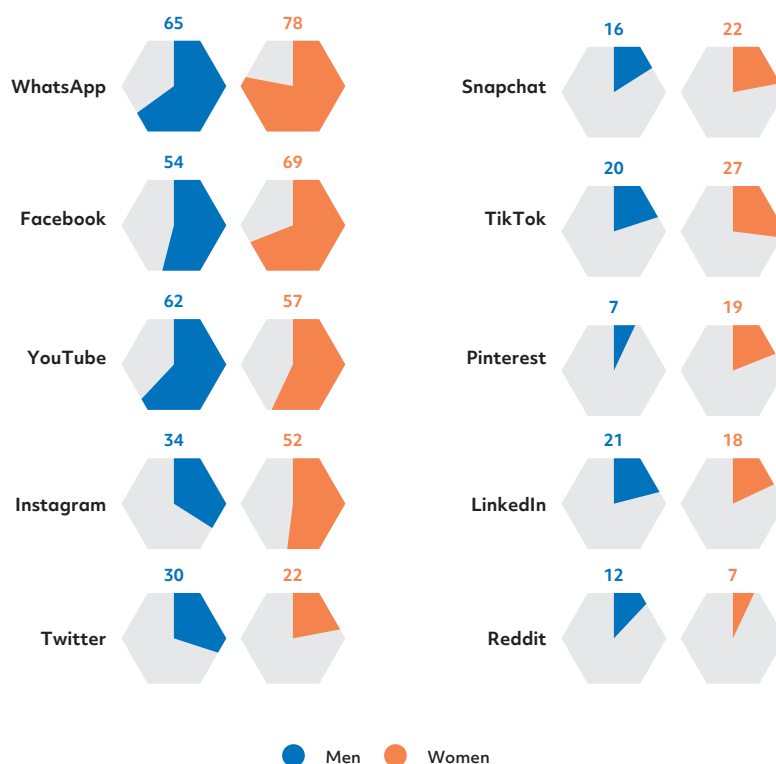 65 78
WhatsApp
54 69
Facebook
62 57
YouTube
34 52
Instagram
30 22
Twitter
16 22
Snapchat
20 27
TikTok
7 19
Pinterest
21 18
LinkedIn
12 7
Reddit
Men Women